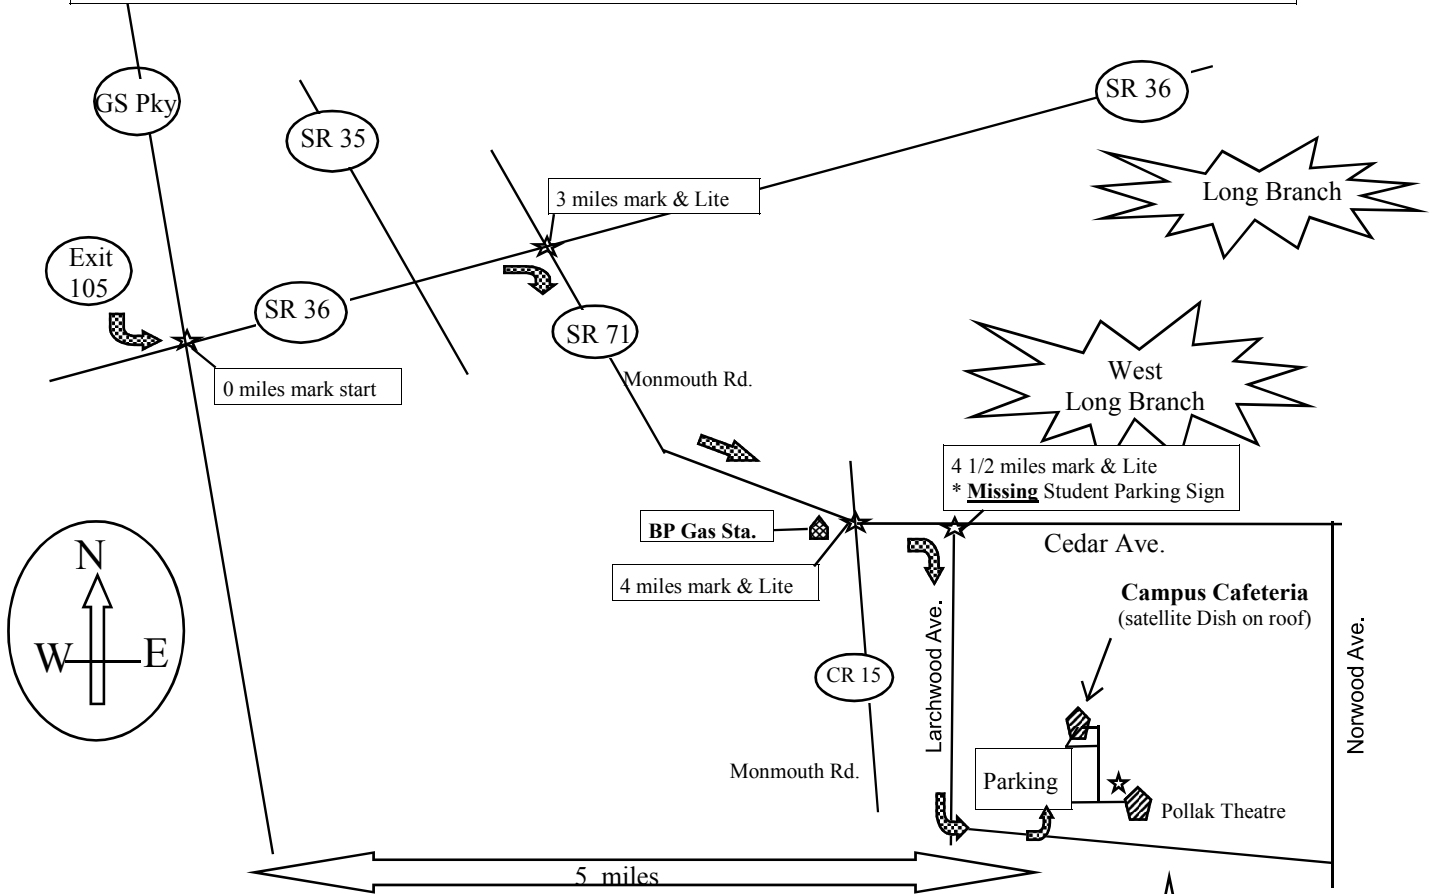 GS Pky
SR 36
SR 35
Long Branch
3 miles mark & Lite
Exit
105
SR 36
SR 71
0 miles mark start
Monmouth Rd.
West
Long Branch
4 1/2 miles mark & Lite
* Missing Student Parking Sign
BP Gas Sta.
Cedar Ave.
4 miles mark & Lite
N
W E
Campus Cafeteria
(satellite Dish on roof)
CR 15
Larchwood Ave.
Norwood Ave.
Monmouth Rd.
Parking
Pollak Theatre
5 miles